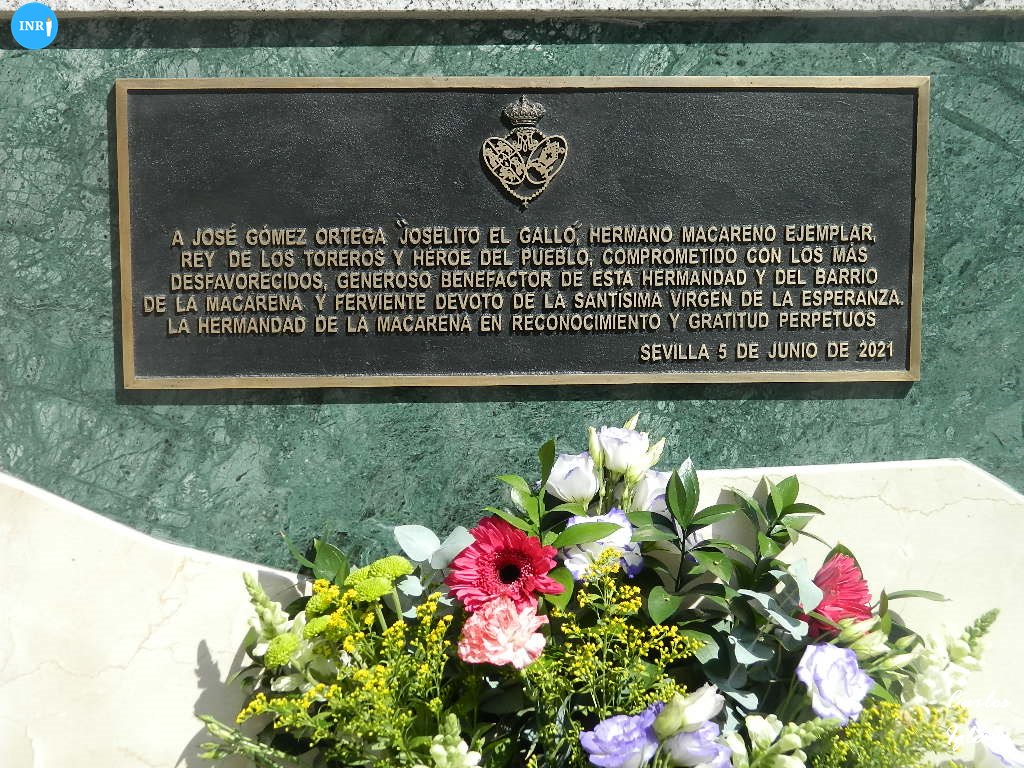 INRI
A JOSÉ GÓMEZ ORTEGA "JOSELITO EL GALLO", HERMANO MACARENO EJEMPLAR,
REY DE LOS TOREROS Y HÉROE DEL PUEBLO, COMPROMETIDO CON LOS MÁS
DESFAVORECIDOS, GENEROSO BENEFACTOR DE ESTA HERMANDAD Y DEL BARRIO
DE LA MACARENA Y FERVIENTE DEVOTO DE LA SANTÍSIMA VIRGEN DE LA ESPERANZA.
LA HERMANDAD DE LA MACARENA EN RECONOCIMIENTO Y GRATITUD PERPETUOS
SEVILLA 5 DE JUNIO DE 2021